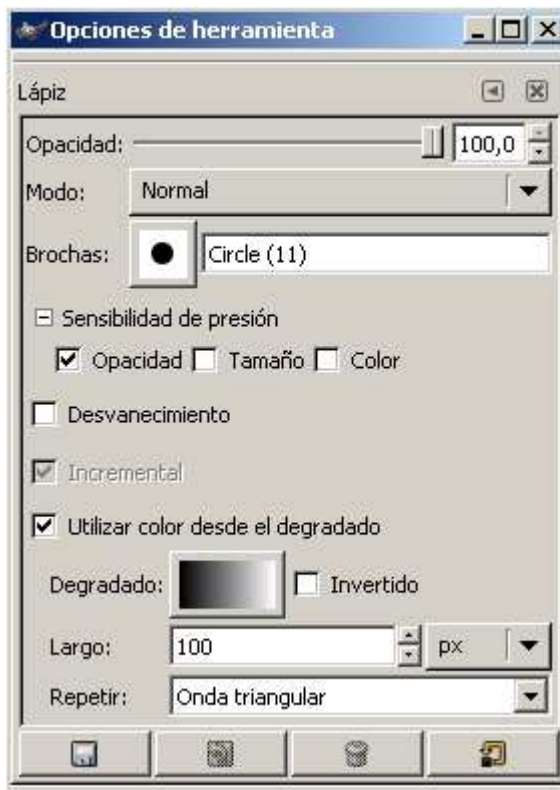 Opciones de herramienta
Lápiz
Opacidad: 100,0
Modo: Normal
Brochas: Circle (11)
Sensibilidad de presión
Opacidad Tamaño Color
Desvanecimiento
Incremental
Utilizar color desde el degradado
Degradado: Invertido
Largo: 100 px
Repetir: Onda triangular